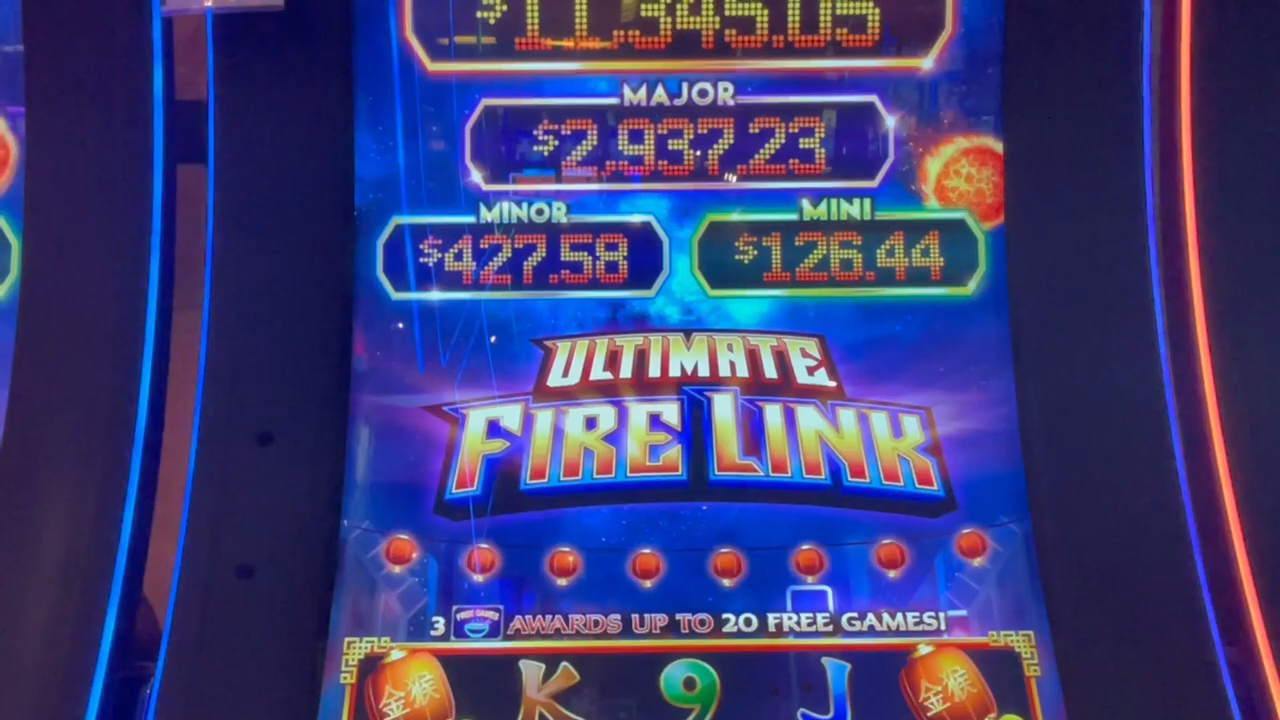 $11,345.05
MAJOR
$2,937.23
MINOR
MINI
$427.58
$126.44
ULTIMATE
FIRE LINK
3 FREE GAMES AWARDS UP TO 20 FREE GAMES!
金猴 K 9 J 金猴